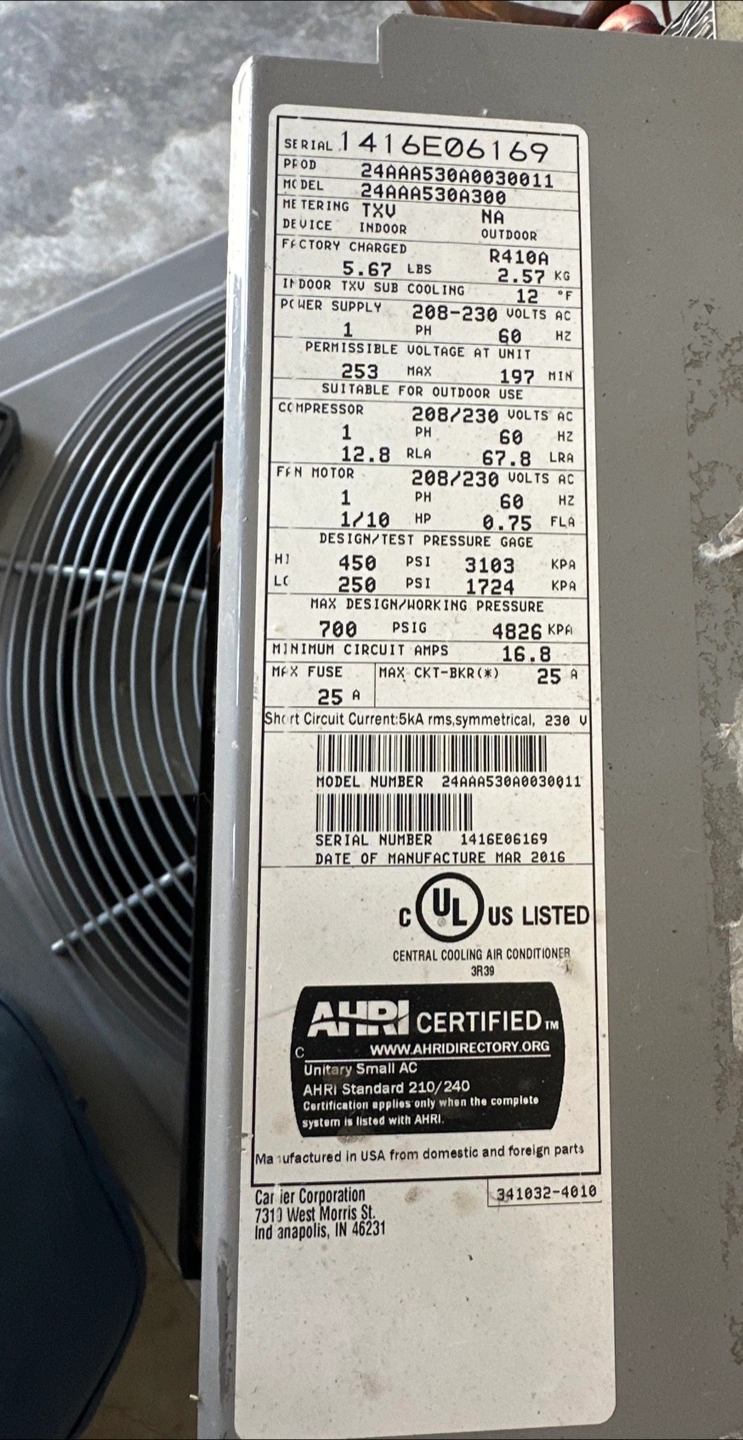 SERIAL 1416E06169
PROD 24AAA530A0030011
MODEL 24AAA530A300
METERING TXV NA
DEVICE INDOOR OUTDOOR
FACTORY CHARGED R410A
5.67 LBS 2.57 KG
INDOOR TXV SUB COOLING 12 °F
POWER SUPPLY 208-230 VOLTS AC
1 PH 60 HZ
PERMISSIBLE VOLTAGE AT UNIT
253 MAX 197 MIN
SUITABLE FOR OUTDOOR USE
COMPRESSOR 208/230 VOLTS AC
1 PH 60 HZ
12.8 RLA 67.8 LRA
FAN MOTOR 208/230 VOLTS AC
1 PH 60 HZ
1/10 HP 0.75 FLA
DESIGN/TEST PRESSURE GAGE
HI 450 PSI 3103 KPA
LO 250 PSI 1724 KPA
MAX DESIGN/WORKING PRESSURE
700 PSIG 4826 KPA
MINIMUM CIRCUIT AMPS 16.8
MAX FUSE MAX CKT-BKR(*) 25 A
25 A
Short Circuit Current:5kA rms,symmetrical, 230 V
MODEL NUMBER 24AAA530A0030011
SERIAL NUMBER 1416E06169
DATE OF MANUFACTURE MAR 2016
C UL US LISTED
CENTRAL COOLING AIR CONDITIONER
3R39
AHRI CERTIFIED™
C WWW.AHRIDIRECTORY.ORG
Unitary Small AC
AHRI Standard 210/240
Certification applies only when the complete
system is listed with AHRI.
Manufactured in USA from domestic and foreign parts
Carrier Corporation 341032-4010
7310 West Morris St.
Indianapolis, IN 46231